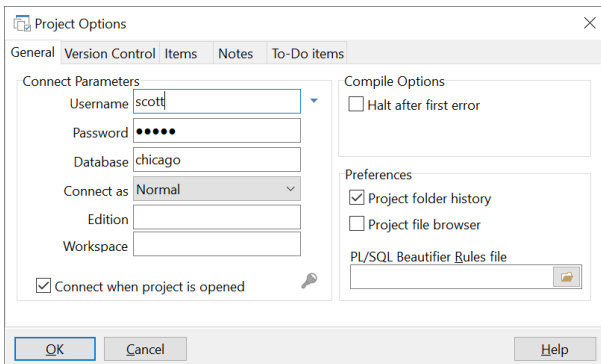 Project Options
General Version Control Items Notes To-Do items
Connect Parameters
Username scott
Password ●●●●●
Database chicago
Connect as Normal
Edition
Workspace
Connect when project is opened
Compile Options
Halt after first error
Preferences
Project folder history
Project file browser
PL/SQL Beautifier Rules file
OK Cancel Help